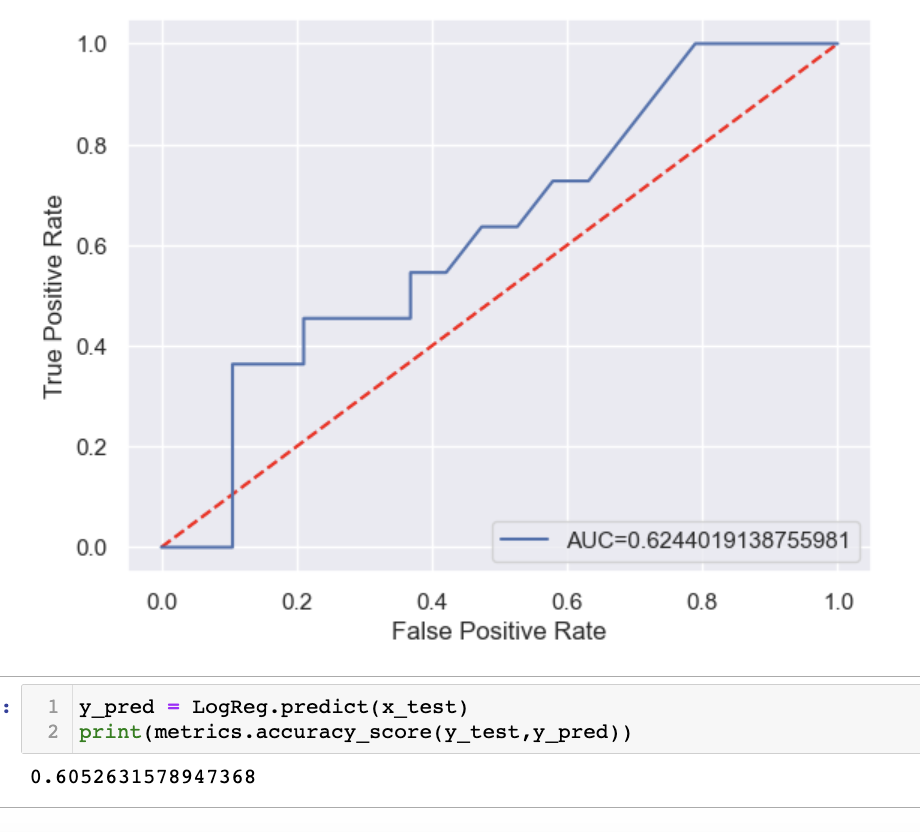 1.0
0.8
0.6
0.4
0.2
0.0
True Positive Rate
AUC=0.6244019138755981
0.0 0.2 0.4 0.6 0.8 1.0
False Positive Rate
: 1 y_pred = LogReg.predict(x_test)
2 print(metrics.accuracy_score(y_test,y_pred))
0.6052631578947368